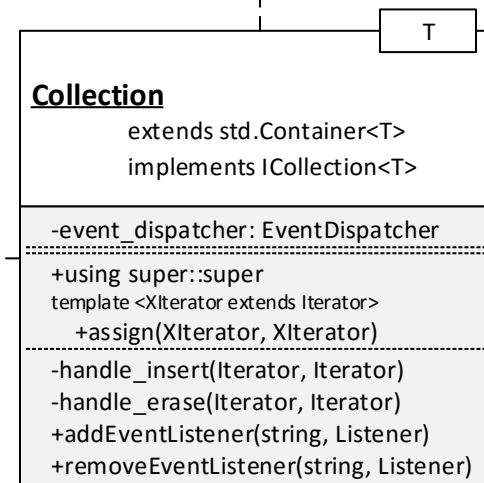 T
Collection
extends std.Container<T>
implements ICollection<T>
-event_dispatcher: EventDispatcher
+using super::super
template <XIterator extends Iterator>
+assign(XIterator, XIterator)
-handle_insert(Iterator, Iterator)
-handle_erase(Iterator, Iterator)
+addEventListener(string, Listener)
+removeEventListener(string, Listener)